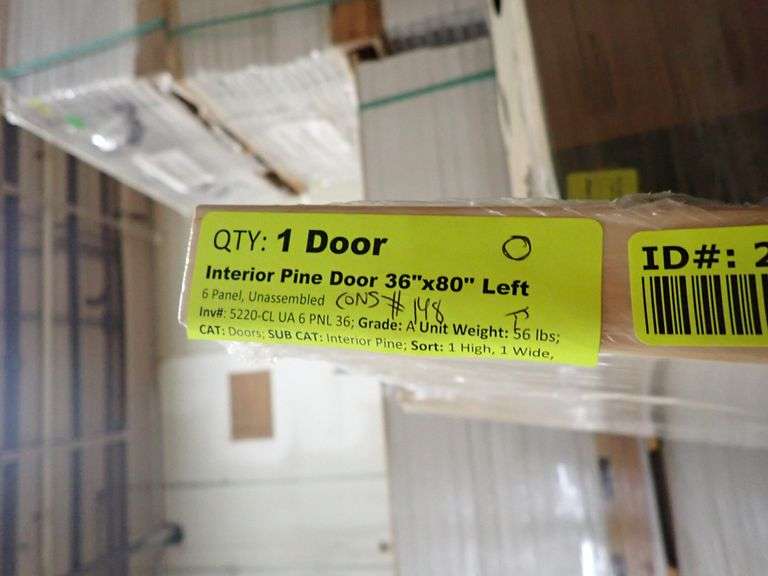 QTY: 1 Door
Interior Pine Door 36"x80" Left
6 Panel, Unassembled CONS# 148
Inv#: 5220-CL UA 6 PNL 36; Grade: A Unit Weight: 56 lbs;
CAT: Doors; SUB CAT: Interior Pine; Sort: 1 High, 1 Wide,
ID#: 2